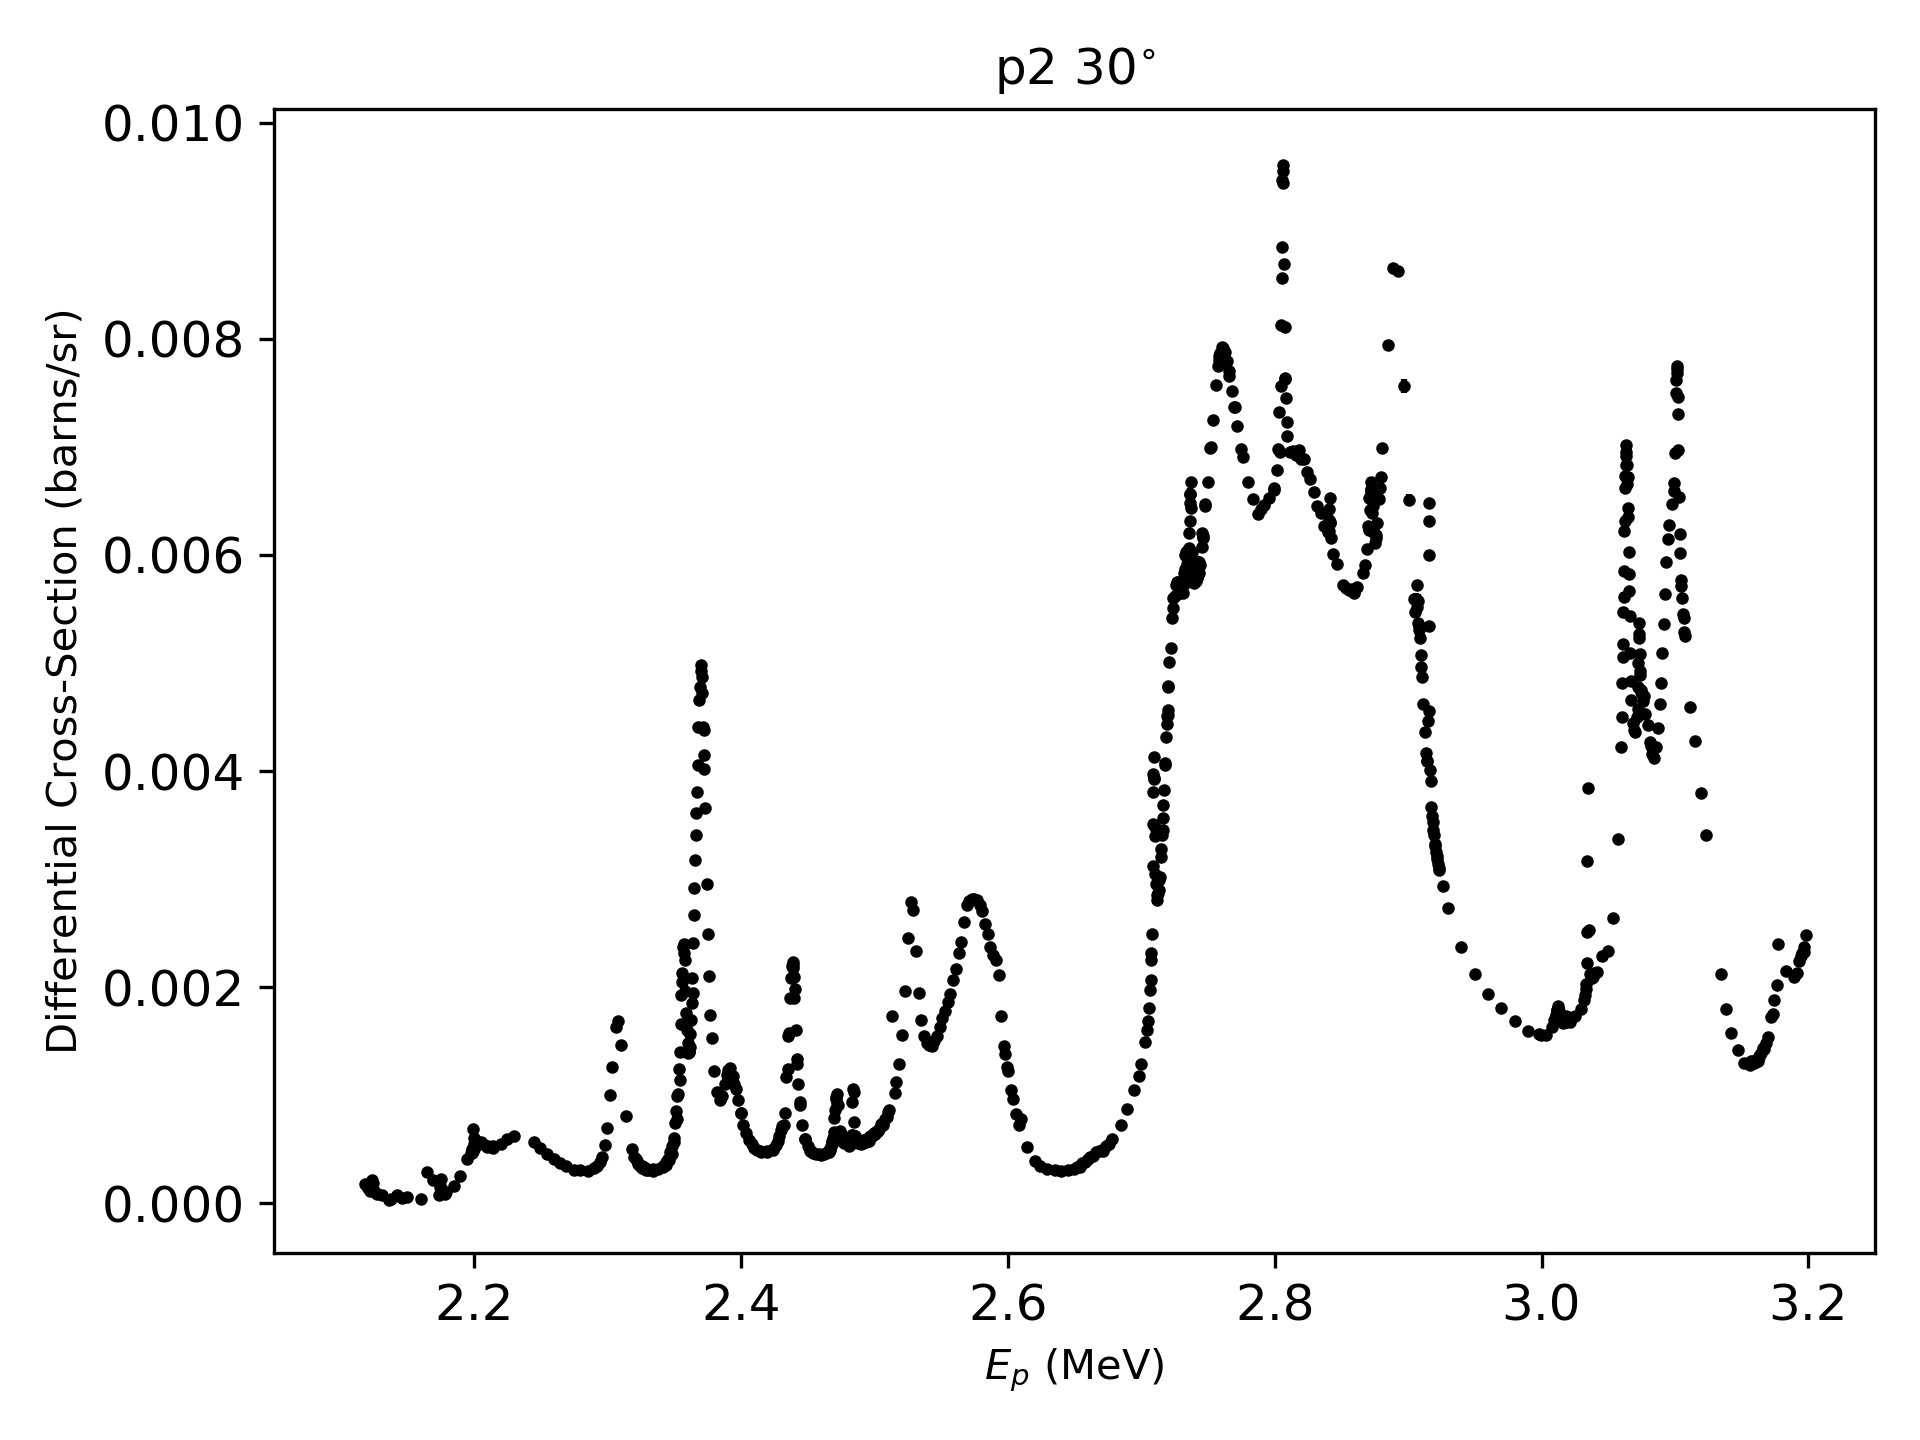 p2 30°
Differential Cross-Section (barns/sr)
0.010
0.008
0.006
0.004
0.002
0.000
2.2 2.4 2.6 2.8 3.0 3.2
Eₚ (MeV)